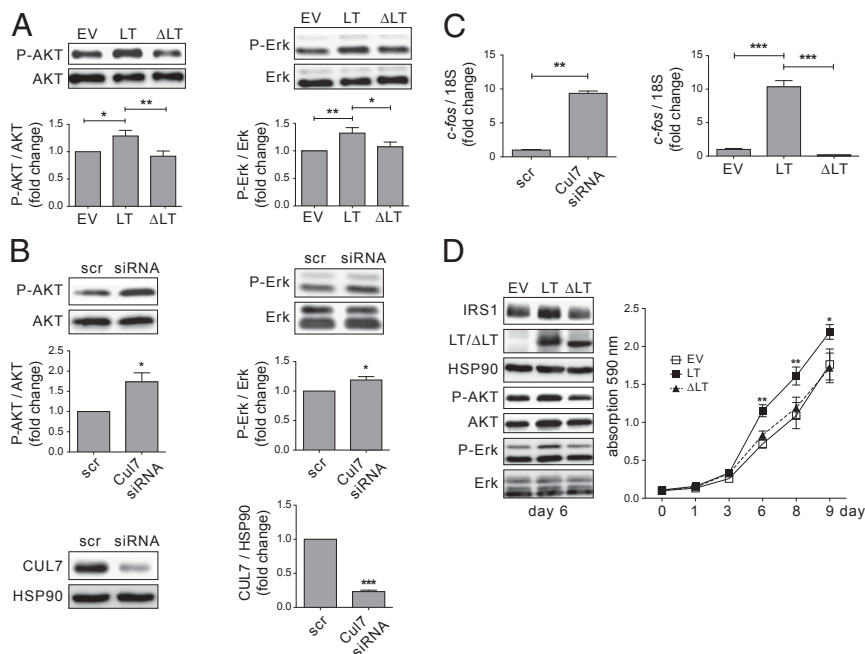 A
EV LT ΔLT
P-AKT
AKT
P-AKT / AKT
(fold change)
1.5
1.0
0.5
0.0
* **
EV LT ΔLT
EV LT ΔLT
P-Erk
Erk
P-Erk / Erk
(fold change)
1.5
1.0
0.5
0.0
** *
EV LT ΔLT
B
scr siRNA
P-AKT
AKT
P-AKT / AKT
(fold change)
2.0
1.5
1.0
0.5
0.0
*
scr
Cul7
siRNA
scr siRNA
P-Erk
Erk
P-Erk / Erk
(fold change)
1.5
1.0
0.5
0.0
*
scr
Cul7
siRNA
scr siRNA
CUL7
HSP90
CUL7 / HSP90
(fold change)
1.5
1.0
0.5
0.0
***
scr
Cul7
siRNA
C
c-fos / 18S
(fold change)
15
10
5
0
**
scr
Cul7
siRNA
c-fos / 18S
(fold change)
15
10
5
0
*** ***
EV LT ΔLT
D
EV LT ΔLT
IRS1
LT/ΔLT
HSP90
P-AKT
AKT
P-Erk
Erk
day 6
absorption 590 nm
2.5
2.0
1.5
1.0
0.5
0.0
EV
LT
ΔLT
** ** *
0 1 3 6 8 9 day